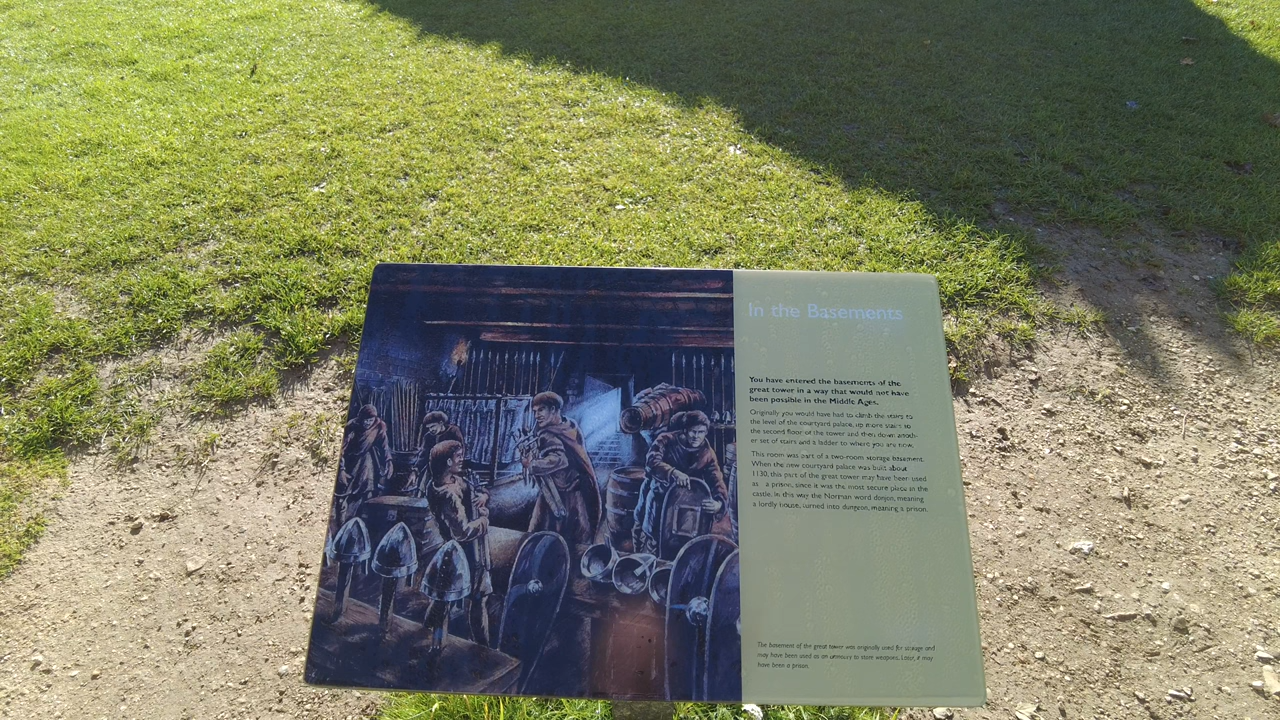 In the Basements
You have entered the basements of the
great tower in a way that would not have
been possible in the Middle Ages.
Originally you would have had to climb the stairs to
the level of the courtyard palace, up more stairs to
the second floor of the tower and then down anoth-
er set of stairs and a ladder to where you are now.
This room was part of a two-room storage basement.
When the new courtyard palace was built about
1130, this part of the great tower may have been used
as a prison, since it was the most secure place in the
castle. In this way the Norman word donjon, meaning
a lordly house, turned into dungeon, meaning a prison.
The basement of the great tower was originally used for storage and
may have been used as an armoury to store weapons. Later, it may
have been a prison.